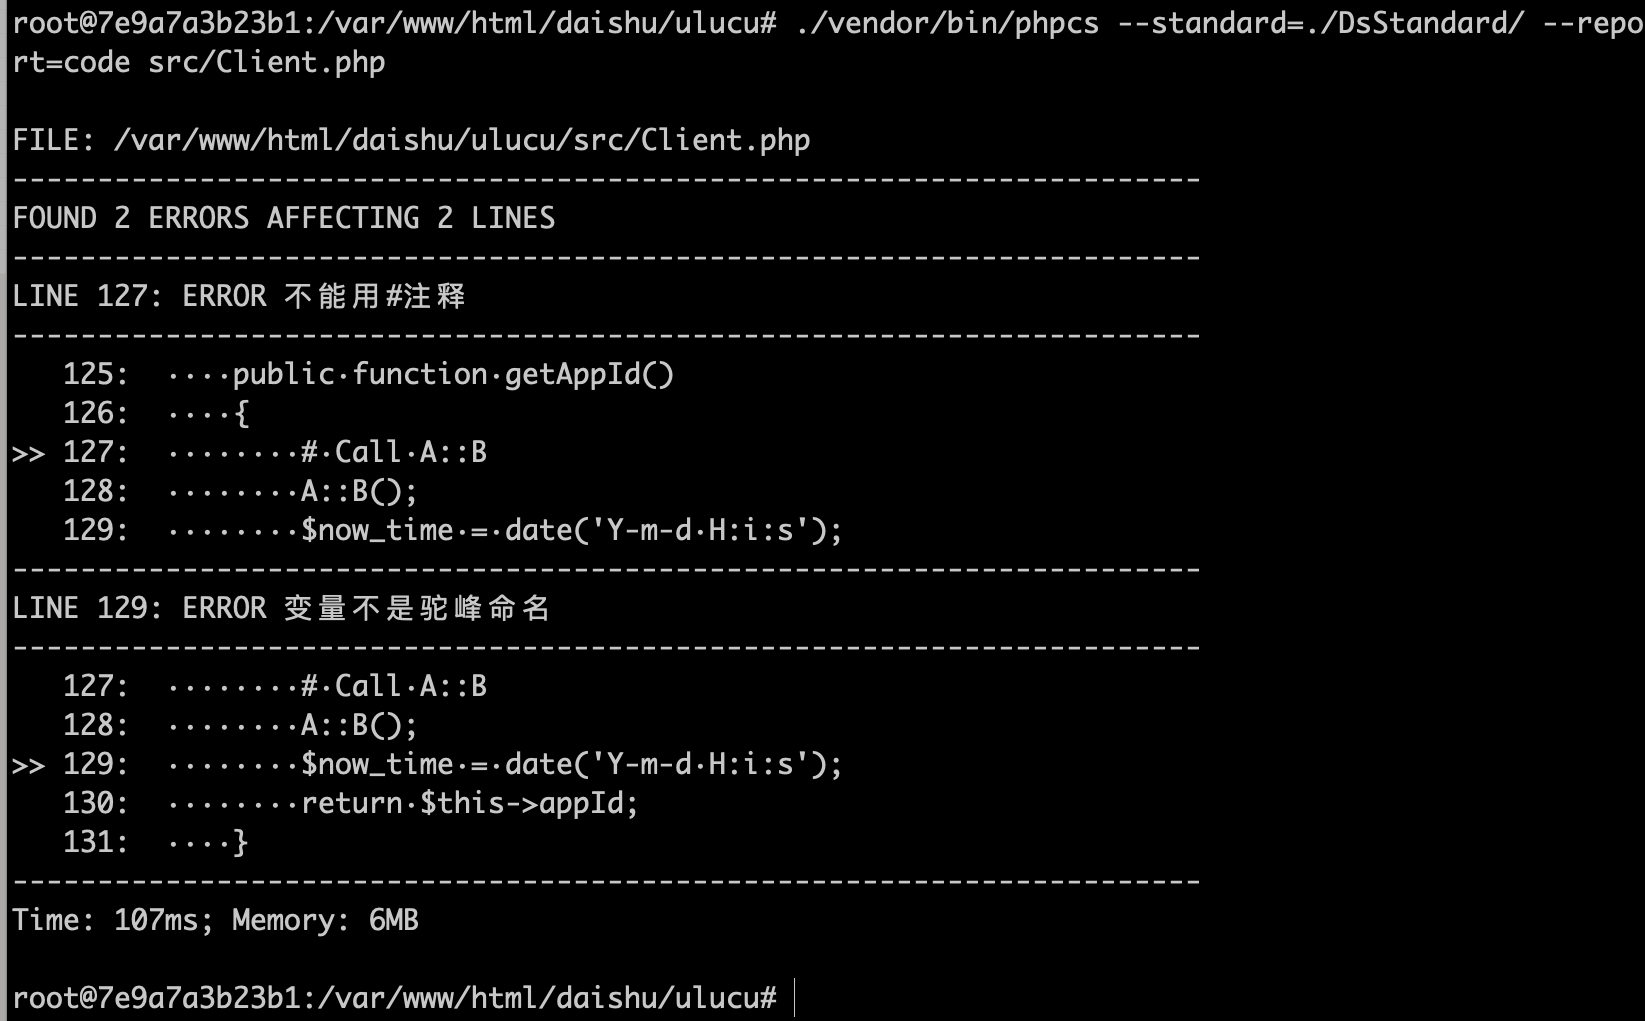 root@7e9a7a3b23b1:/var/www/html/daishu/ulucu# ./vendor/bin/phpcs --standard=./DsStandard/ --repo
rt=code src/Client.php
FILE: /var/www/html/daishu/ulucu/src/Client.php
----------------------------------------------------------------------
FOUND 2 ERRORS AFFECTING 2 LINES
----------------------------------------------------------------------
LINE 127: ERROR 不能用#注释
----------------------------------------------------------------------
   125:  ····public·function·getAppId()
   126:  ····{
>> 127:  ········#·Call·A::B
   128:  ········A::B();
   129:  ········$now_time·=·date('Y-m-d·H:i:s');
----------------------------------------------------------------------
LINE 129: ERROR 变量不是驼峰命名
----------------------------------------------------------------------
   127:  ········#·Call·A::B
   128:  ········A::B();
>> 129:  ········$now_time·=·date('Y-m-d·H:i:s');
   130:  ········return·$this->appId;
   131:  ····}
----------------------------------------------------------------------
Time: 107ms; Memory: 6MB
root@7e9a7a3b23b1:/var/www/html/daishu/ulucu#